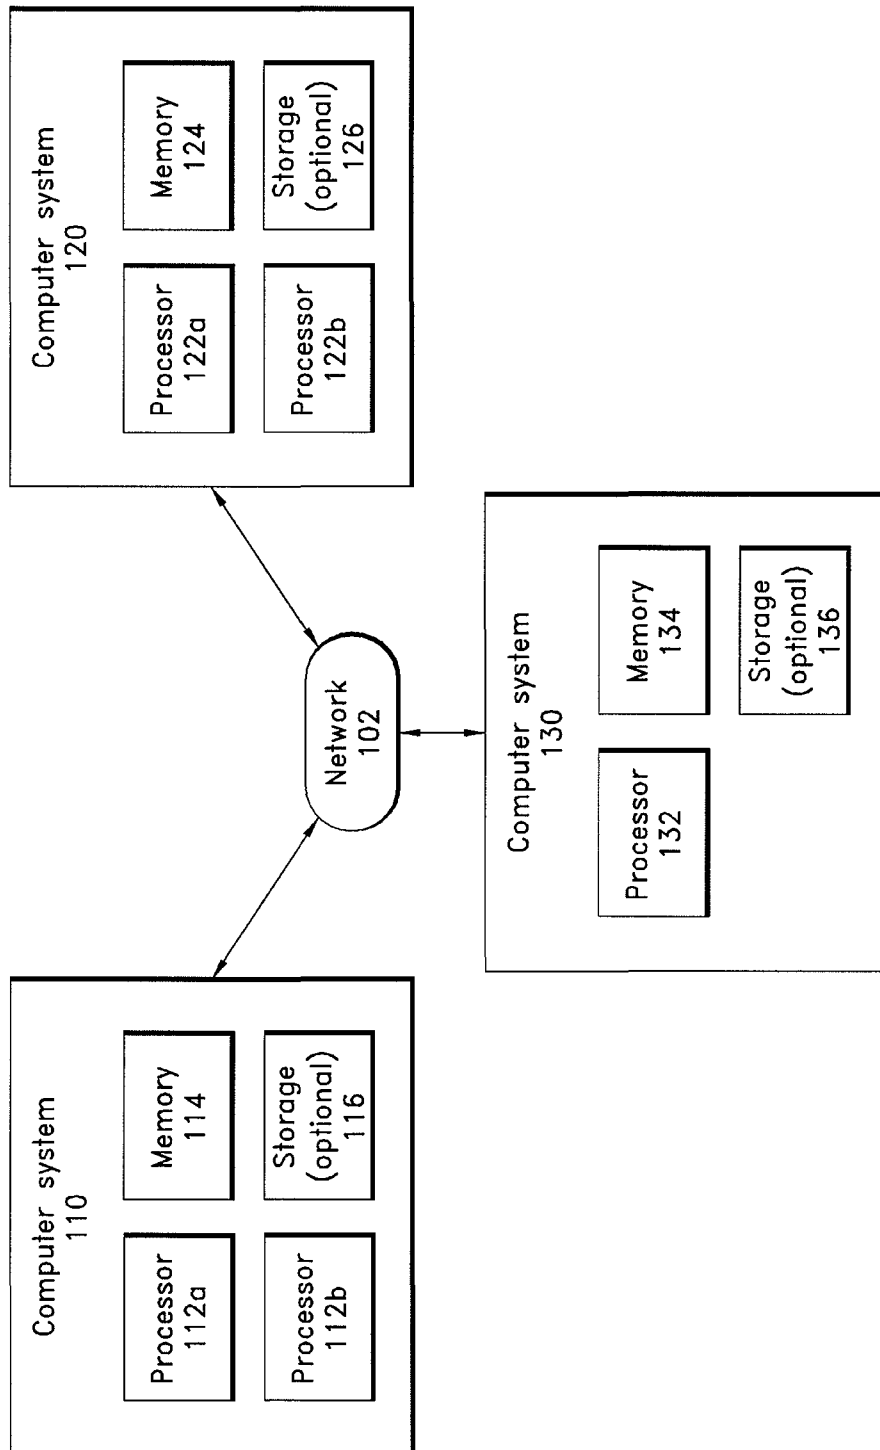 Computer system
110
Processor
112a
Memory
114
Processor
112b
Storage
(optional)
116
Network
102
Computer system
120
Processor
122a
Memory
124
Processor
122b
Storage
(optional)
126
Computer system
130
Processor
132
Memory
134
Storage
(optional)
136